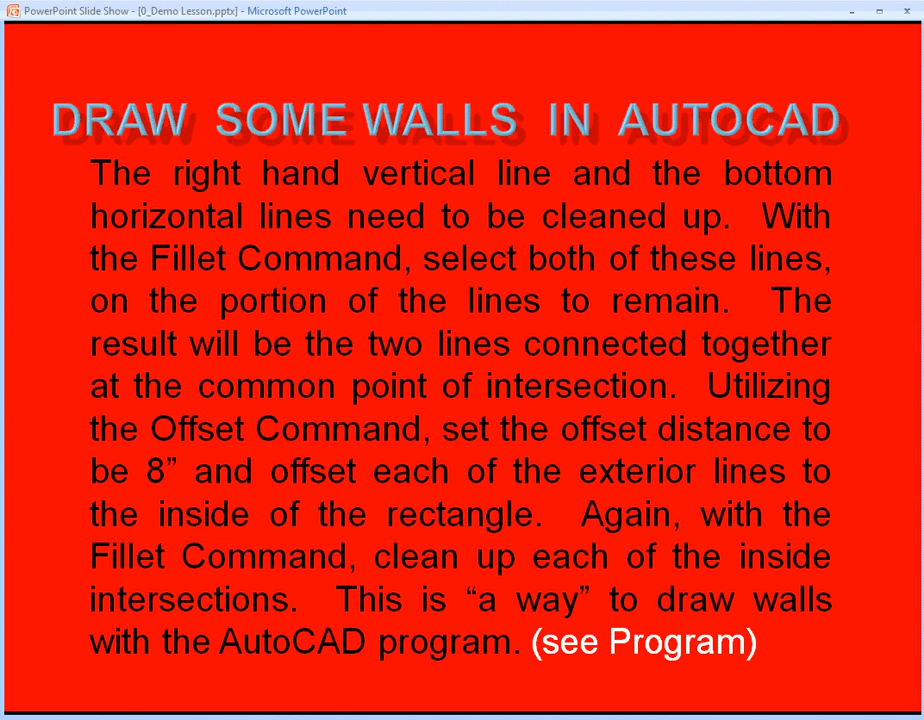 PowerPoint Slide Show - [0_Demo Lesson.pptx] - Microsoft PowerPoint
DRAW SOME WALLS IN AUTOCAD
The right hand vertical line and the bottom
horizontal lines need to be cleaned up. With
the Fillet Command, select both of these lines,
on the portion of the lines to remain. The
result will be the two lines connected together
at the common point of intersection. Utilizing
the Offset Command, set the offset distance to
be 8” and offset each of the exterior lines to
the inside of the rectangle. Again, with the
Fillet Command, clean up each of the inside
intersections. This is “a way” to draw walls
with the AutoCAD program. (see Program)